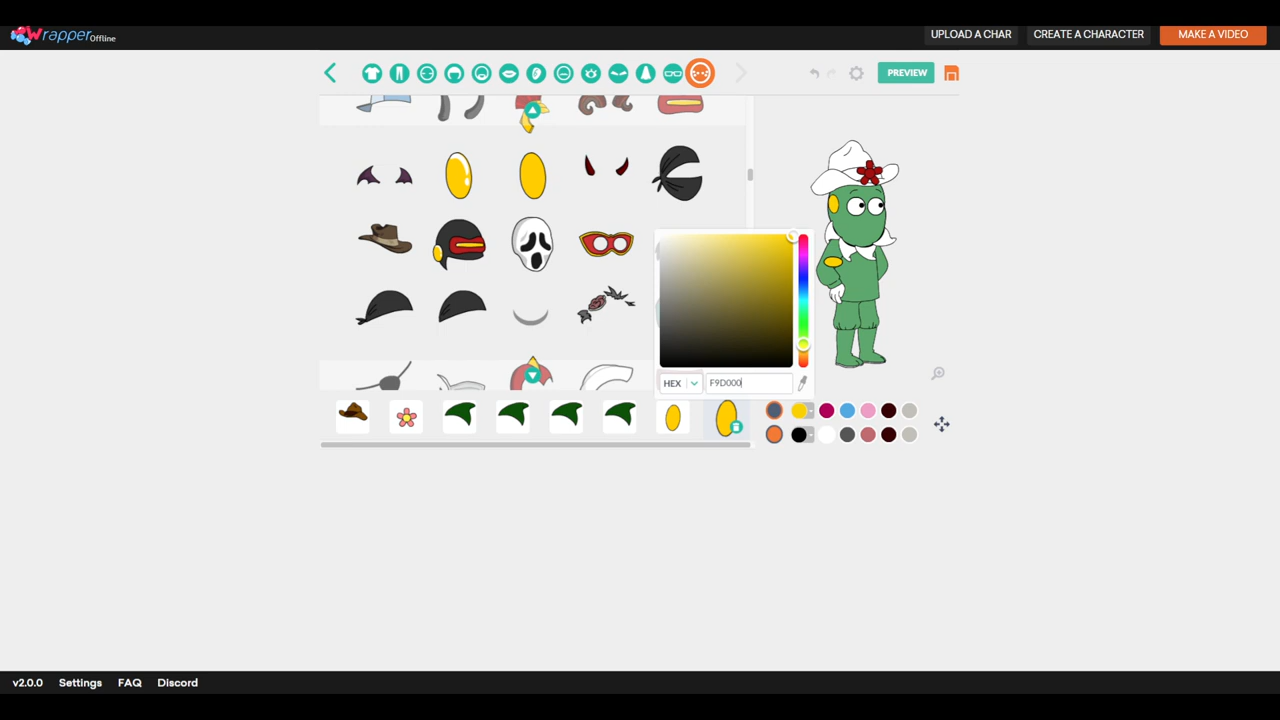 Wrapper Offline
UPLOAD A CHAR
CREATE A CHARACTER
MAKE A VIDEO
PREVIEW
HEX
F9D000
v2.0.0
Settings
FAQ
Discord